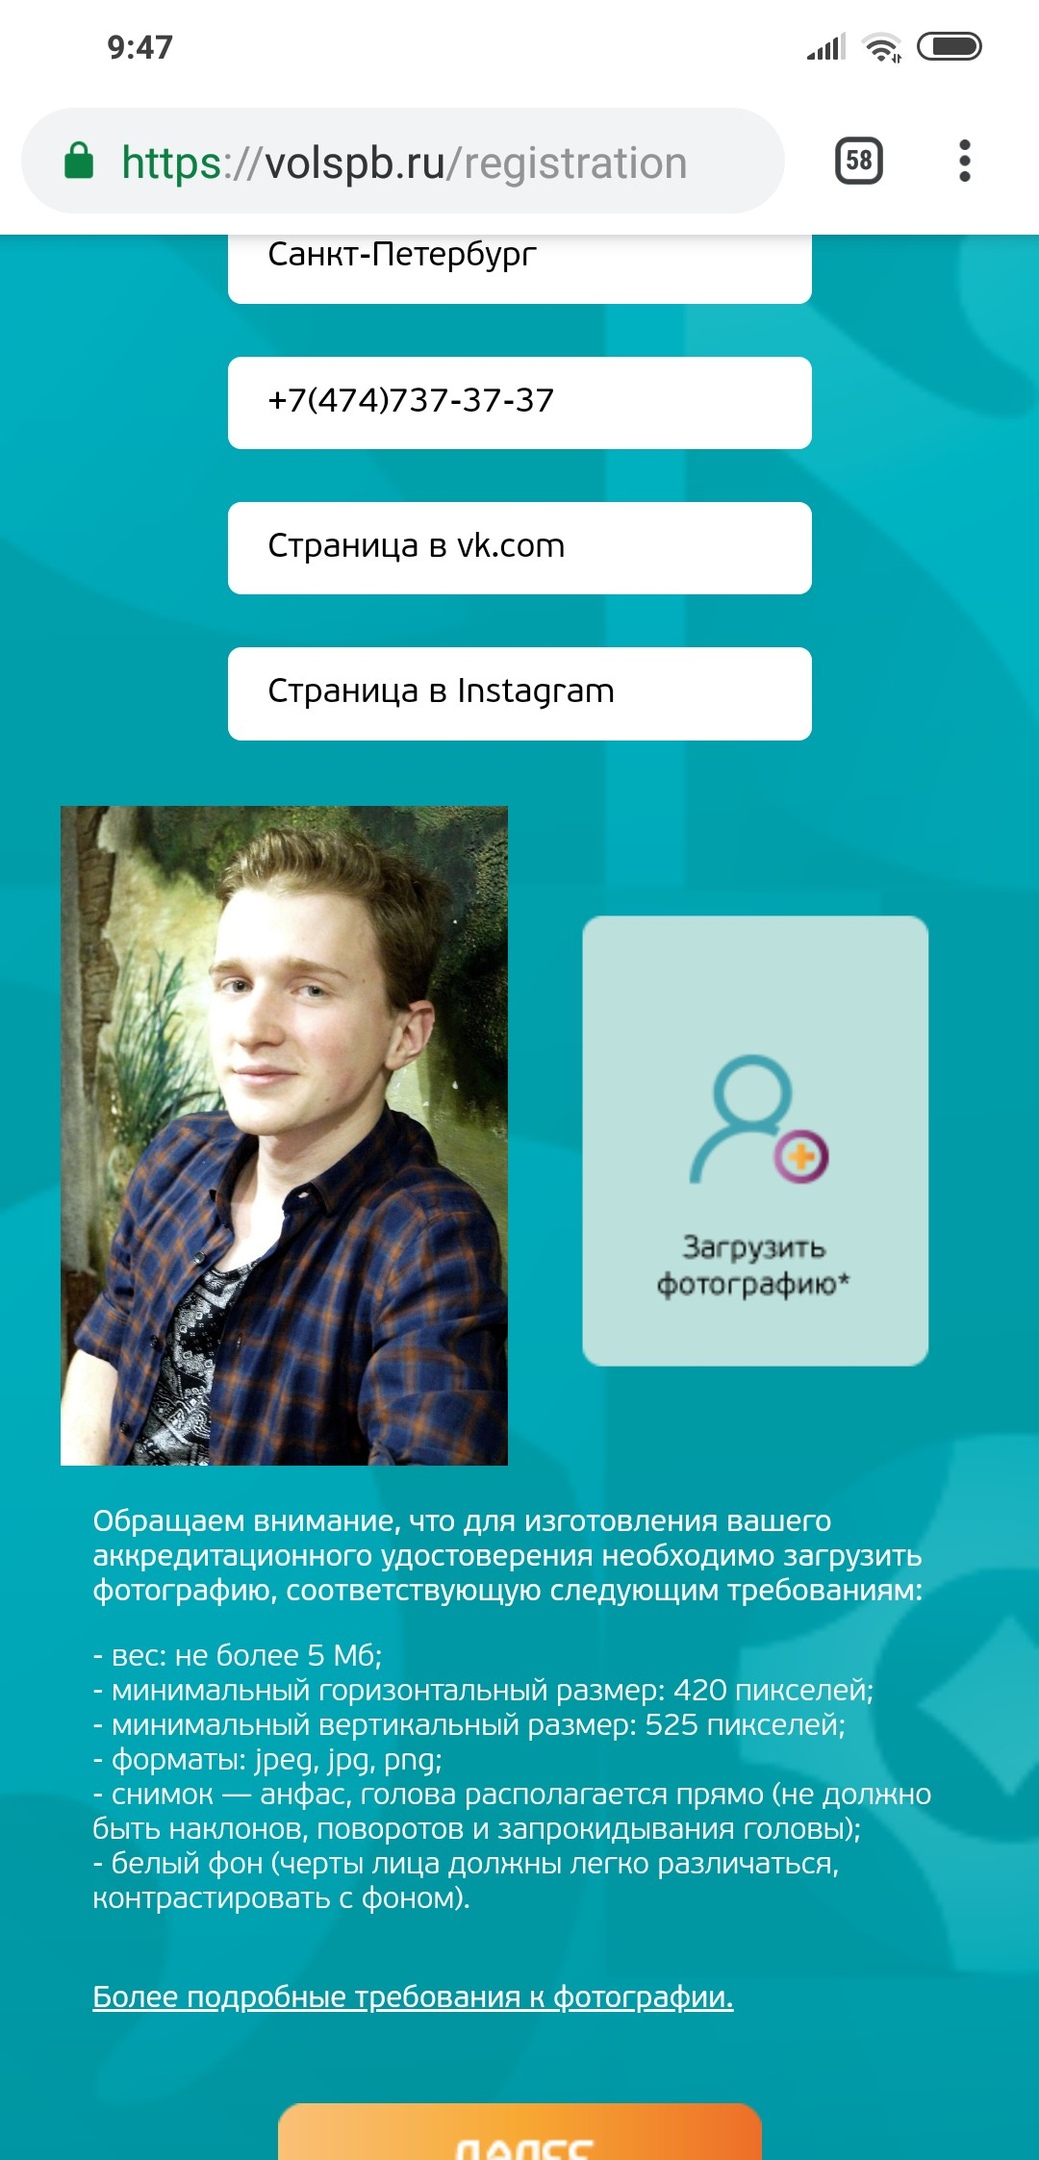 9:47
https://volspb.ru/registration
58
Санкт-Петербург
+7(474)737-37-37
Страница в vk.com
Страница в Instagram
Загрузить
фотографию*
Обращаем внимание, что для изготовления вашего
аккредитационного удостоверения необходимо загрузить
фотографию, соответствующую следующим требованиям:
- вес: не более 5 Мб;
- минимальный горизонтальный размер: 420 пикселей;
- минимальный вертикальный размер: 525 пикселей;
- форматы: jpeg, jpg, png;
- снимок — анфас, голова располагается прямо (не должно
быть наклонов, поворотов и запрокидывания головы);
- белый фон (черты лица должны легко различаться,
контрастировать с фоном).
Более подробные требования к фотографии.
ДАЛЕЕ